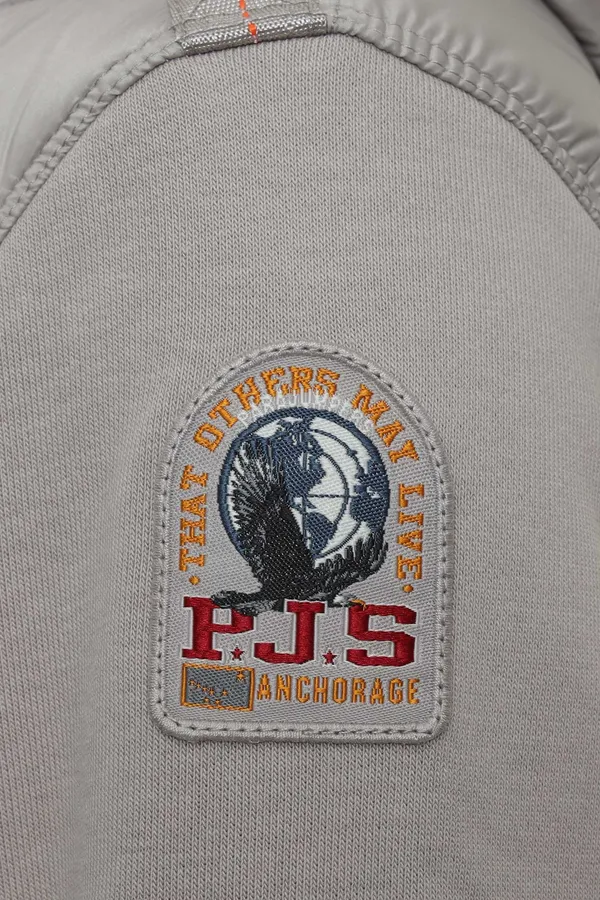 ·THAT OTHERS MAY LIVE·
PARAJUMPERS
P.J.S
ANCHORAGE